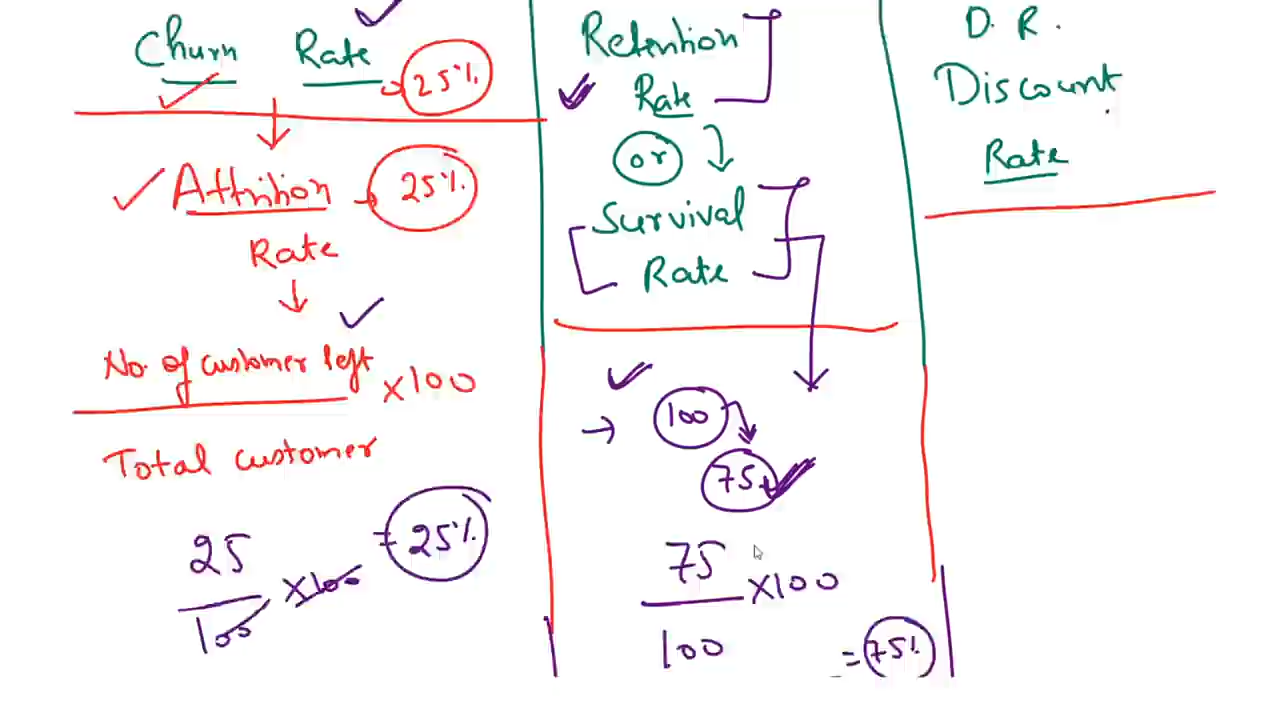 Churn Rate → 25%
Attrition → 25%
Rate
No. of customer left
×100
Total customer
25
100
×100
= 25%
Retention
Rate
or
Survival
Rate
→ 100
75
75
×100
100
= 75%
D. R.
Discount
Rate